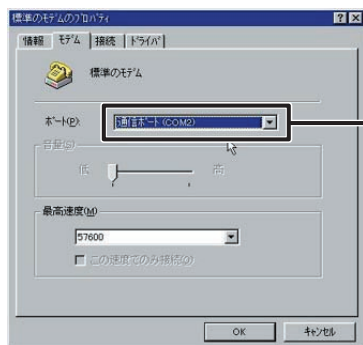 標準のモデムのプロパティ
情報 モデム 接続 ドライバ
標準のモデム
ポート(P):
通信ポート(COM2)
音量(S)
低 高
最高速度(M)
57600
この速度でのみ接続(O)
OK キャンセル